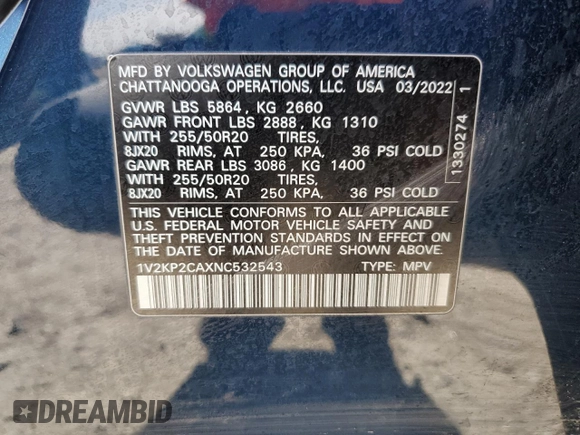 MFD BY VOLKSWAGEN GROUP OF AMERICA
CHATTANOOGA OPERATIONS, LLC. USA 03/2022
GVWR LBS 5864 , KG 2660
GAWR FRONT LBS 2888 , KG 1310
WITH 255/50R20 TIRES,
8JX20 RIMS, AT 250 KPA, 36 PSI COLD
GAWR REAR LBS 3086 , KG 1400
WITH 255/50R20 TIRES,
8JX20 RIMS, AT 250 KPA, 36 PSI COLD
THIS VEHICLE CONFORMS TO ALL APPLICABLE
U.S. FEDERAL MOTOR VEHICLE SAFETY AND
THEFT PREVENTION STANDARDS IN EFFECT ON
THE DATE OF MANUFACTURE SHOWN ABOVE.
1V2KP2CAXNC532543 TYPE: MPV
1330274 1
DREAMBID